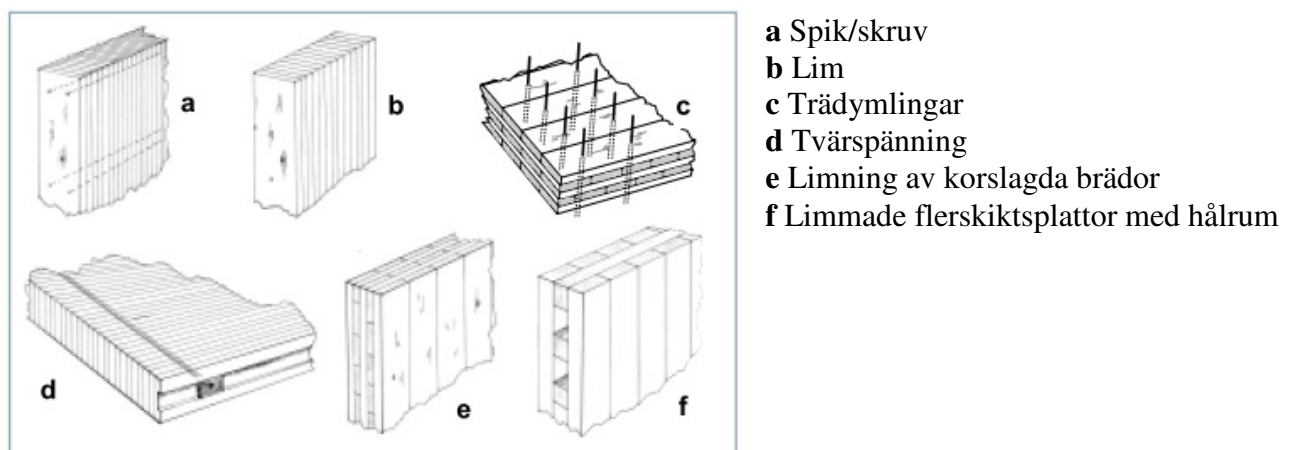 a
b
c
d
e
f
a Spik/skruv
b Lim
c Trädymlingar
d Tvärspänning
e Limning av korslagda brädor
f Limmade flerskiktsplattor med hålrum